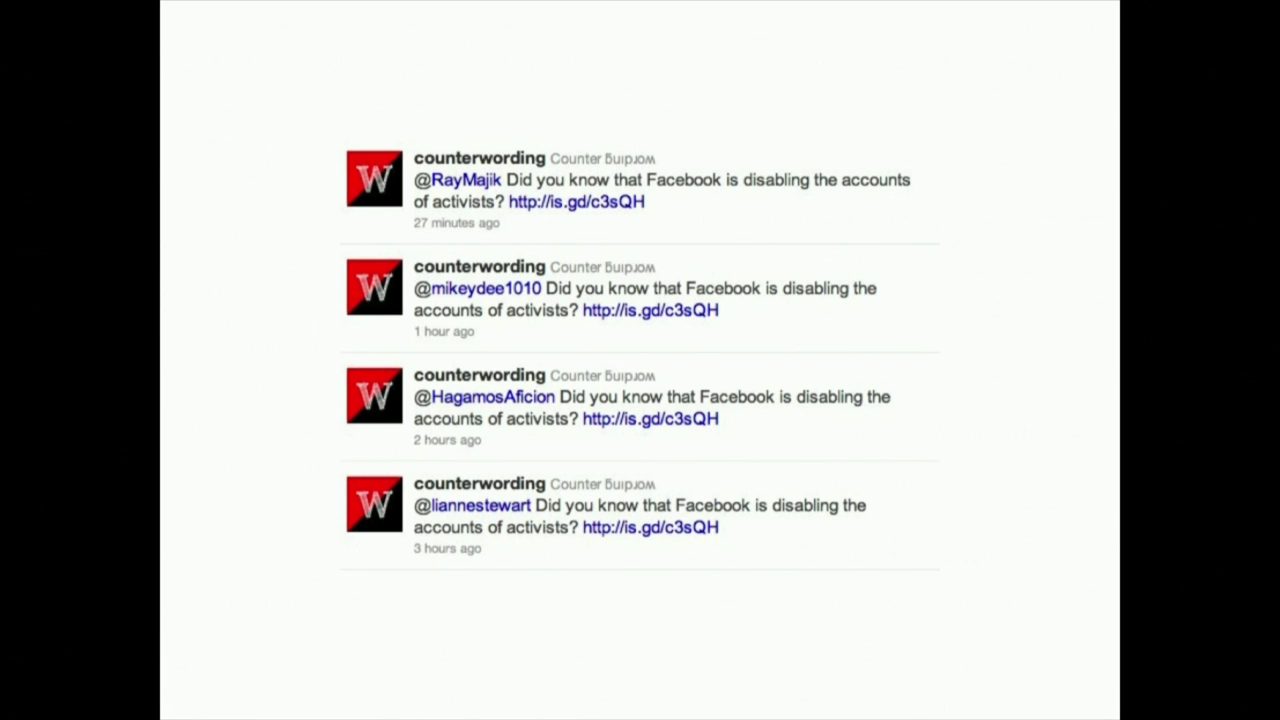 W
counterwording Counter ƃuıpɹoʍ
@RayMajik Did you know that Facebook is disabling the accounts
of activists? http://is.gd/c3sQH
27 minutes ago
W
counterwording Counter ƃuıpɹoʍ
@mikeydee1010 Did you know that Facebook is disabling the
accounts of activists? http://is.gd/c3sQH
1 hour ago
W
counterwording Counter ƃuıpɹoʍ
@HagamosAficion Did you know that Facebook is disabling the
accounts of activists? http://is.gd/c3sQH
2 hours ago
W
counterwording Counter ƃuıpɹoʍ
@liannestewart Did you know that Facebook is disabling the
accounts of activists? http://is.gd/c3sQH
3 hours ago